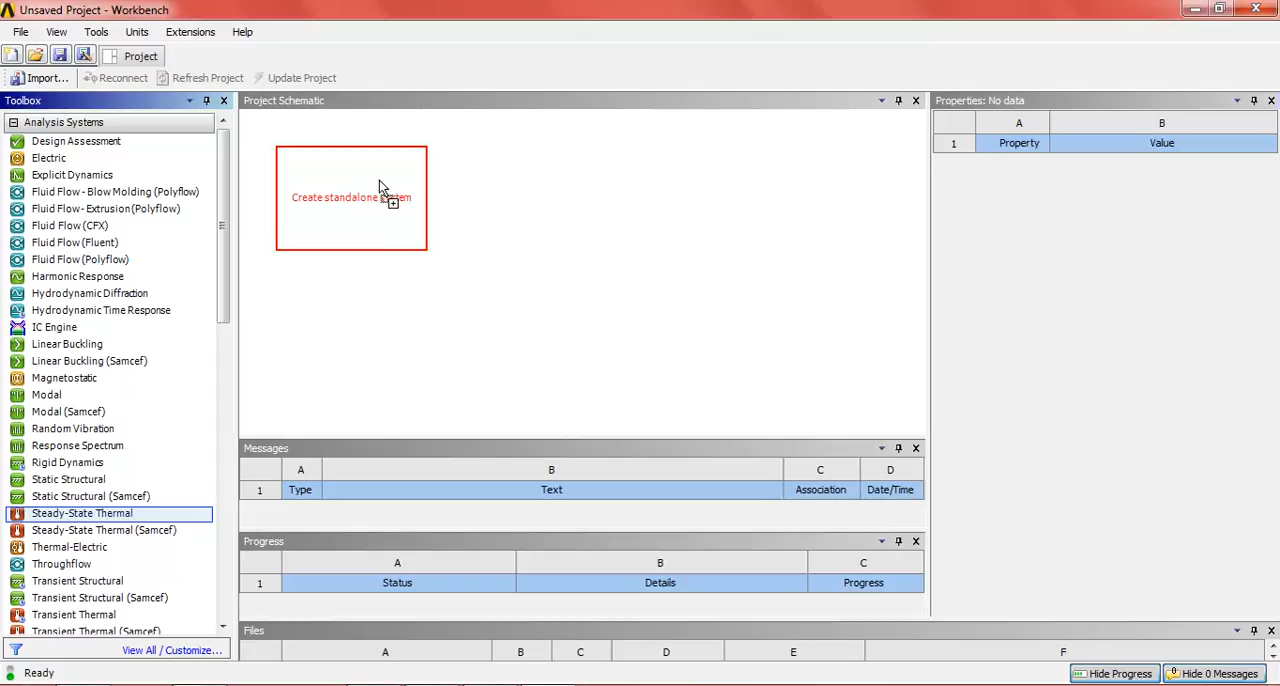 Unsaved Project - Workbench
File View Tools Units Extensions Help
Project
Import... Reconnect Refresh Project Update Project
Toolbox
Analysis Systems
Design Assessment
Electric
Explicit Dynamics
Fluid Flow - Blow Molding (Polyflow)
Fluid Flow- Extrusion (Polyflow)
Fluid Flow (CFX)
Fluid Flow (Fluent)
Fluid Flow (Polyflow)
Harmonic Response
Hydrodynamic Diffraction
Hydrodynamic Time Response
IC Engine
Linear Buckling
Linear Buckling (Samcef)
Magnetostatic
Modal
Modal (Samcef)
Random Vibration
Response Spectrum
Rigid Dynamics
Static Structural
Static Structural (Samcef)
Steady-State Thermal
Steady-State Thermal (Samcef)
Thermal-Electric
Throughflow
Transient Structural
Transient Structural (Samcef)
Transient Thermal
Transient Thermal (Samcef)
View All / Customize...
Project Schematic
Create standalone
Messages
A B C D
1 Type Text Association Date/Time
Progress
A B C
1 Status Details Progress
Files
A B C D E F
Properties: No data
A B
1 Property Value
Ready
Hide Progress Hide 0 Messages